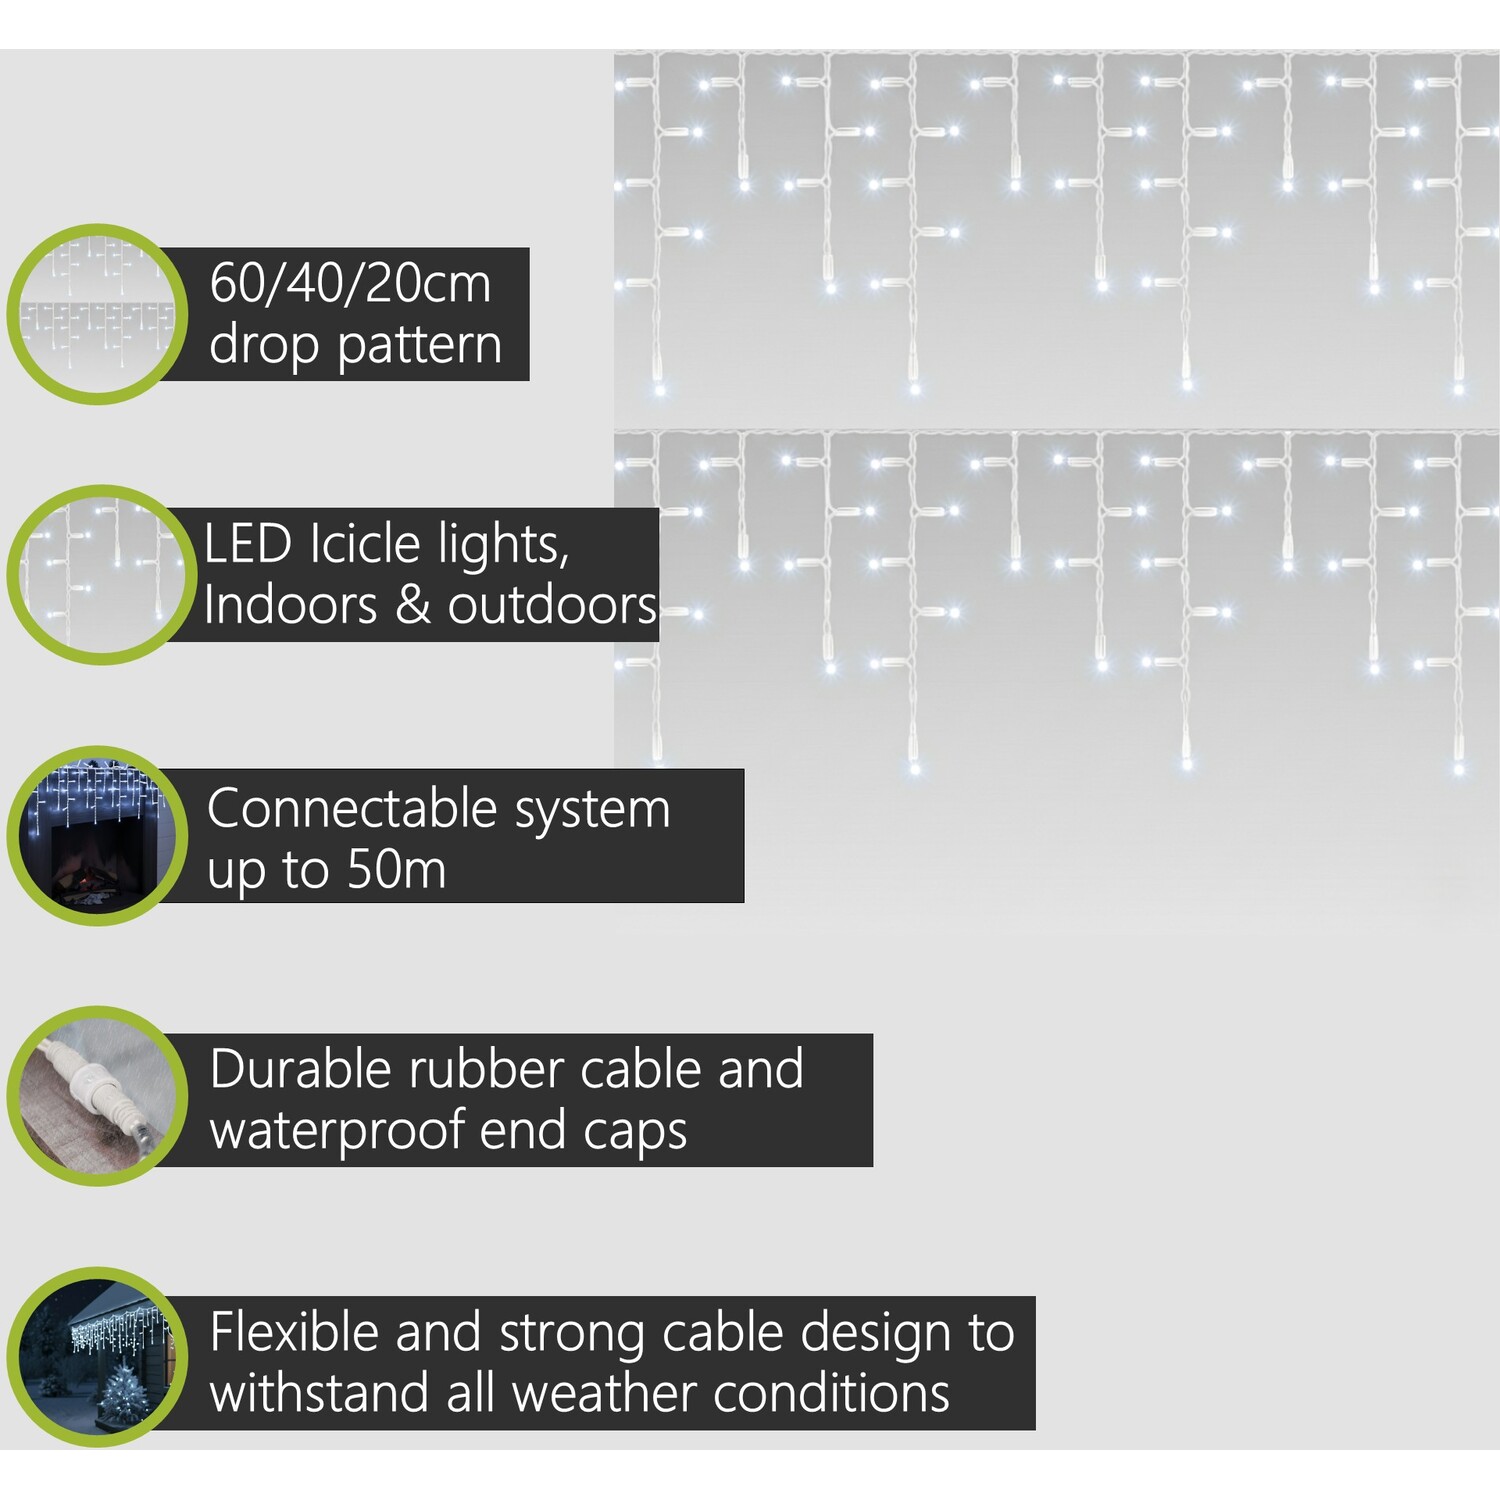 60/40/20cm
drop pattern
LED Icicle lights,
Indoors & outdoors
Connectable system
up to 50m
Durable rubber cable and
waterproof end caps
Flexible and strong cable design to
withstand all weather conditions